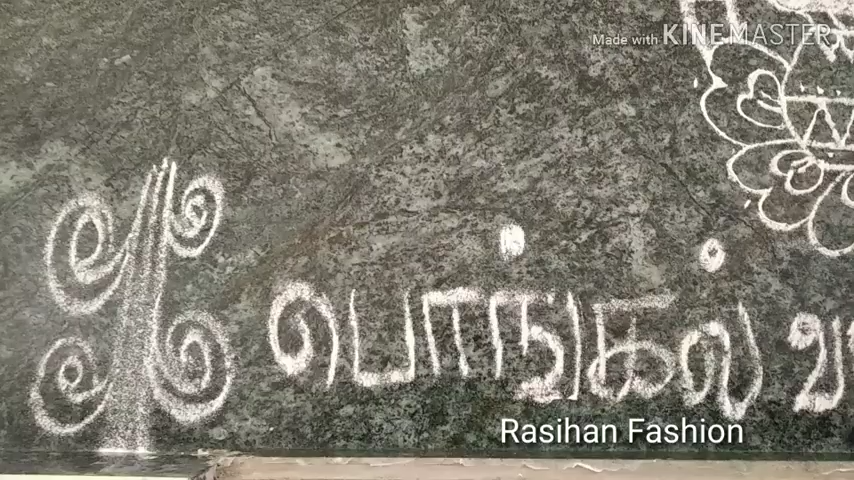 Made with KINEMASTER
பொங்கல்
Rasihan Fashion